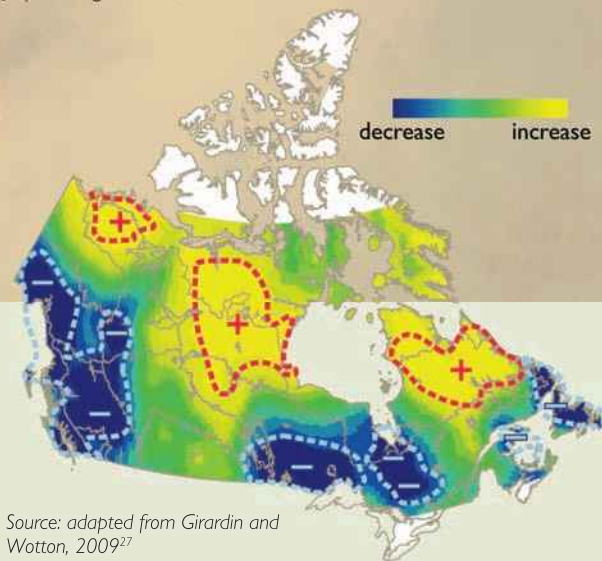 decrease increase
+
+
+
Source: adapted from Girardin and
Wotton, 2009²⁷